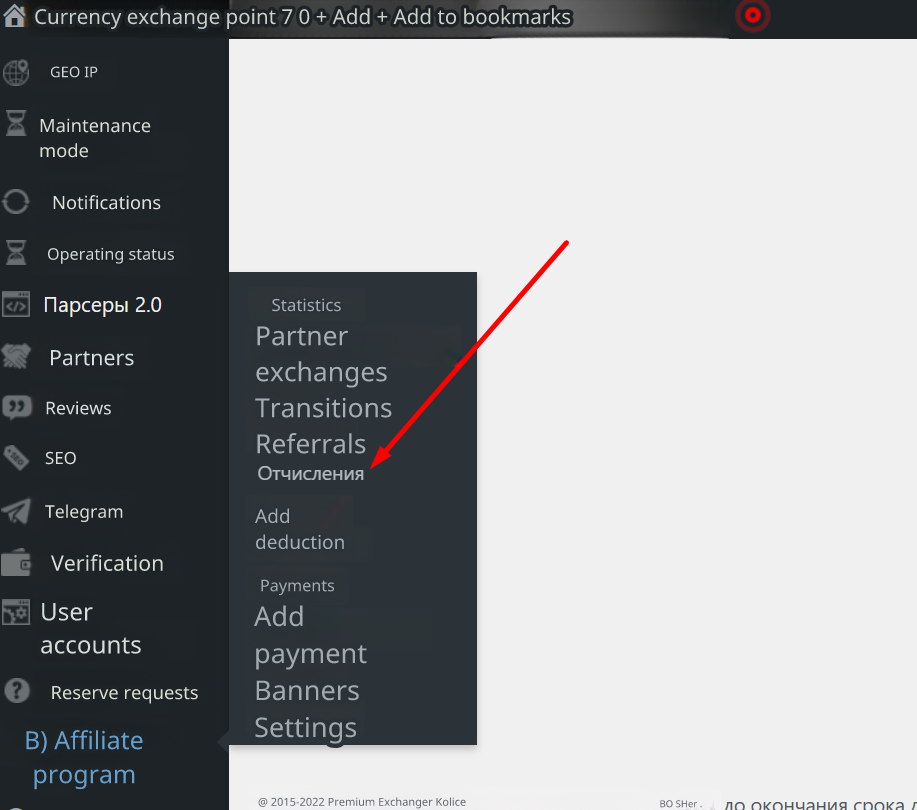 Currency exchange point 7 0 + Add + Add to bookmarks
GEO IP
Maintenance
mode
Notifications
Operating status
Парсеры 2.0
Partners
Reviews
SEO
Telegram
Verification
User
accounts
Reserve requests
B) Affiliate
program
Statistics
Partner
exchanges
Transitions
Referrals
Отчисления
Add
deduction
Payments
Add
payment
Banners
Settings
@ 2015-2022 Premium Exchanger Kolice
BO SHer .
до окончания срока